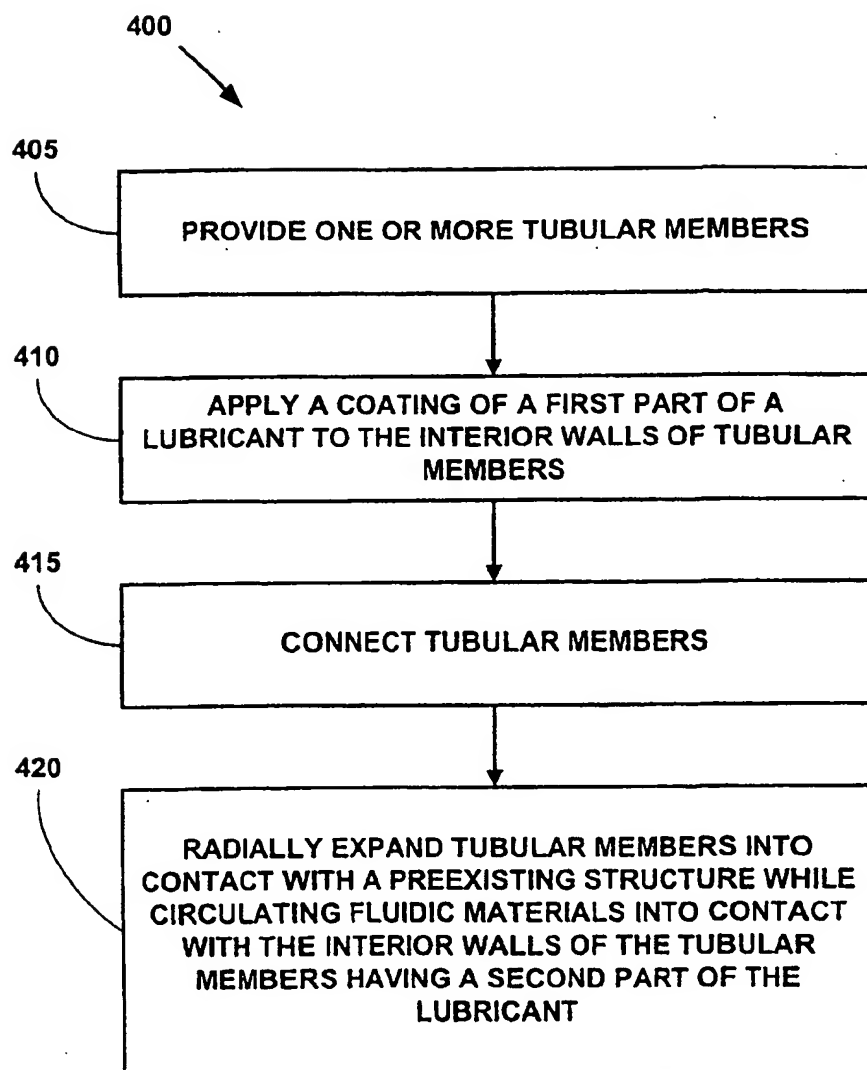 400
405
PROVIDE ONE OR MORE TUBULAR MEMBERS
410
APPLY A COATING OF A FIRST PART OF A
LUBRICANT TO THE INTERIOR WALLS OF TUBULAR
MEMBERS
415
CONNECT TUBULAR MEMBERS
420
RADIALLY EXPAND TUBULAR MEMBERS INTO
CONTACT WITH A PREEXISTING STRUCTURE WHILE
CIRCULATING FLUIDIC MATERIALS INTO CONTACT
WITH THE INTERIOR WALLS OF THE TUBULAR
MEMBERS HAVING A SECOND PART OF THE
LUBRICANT